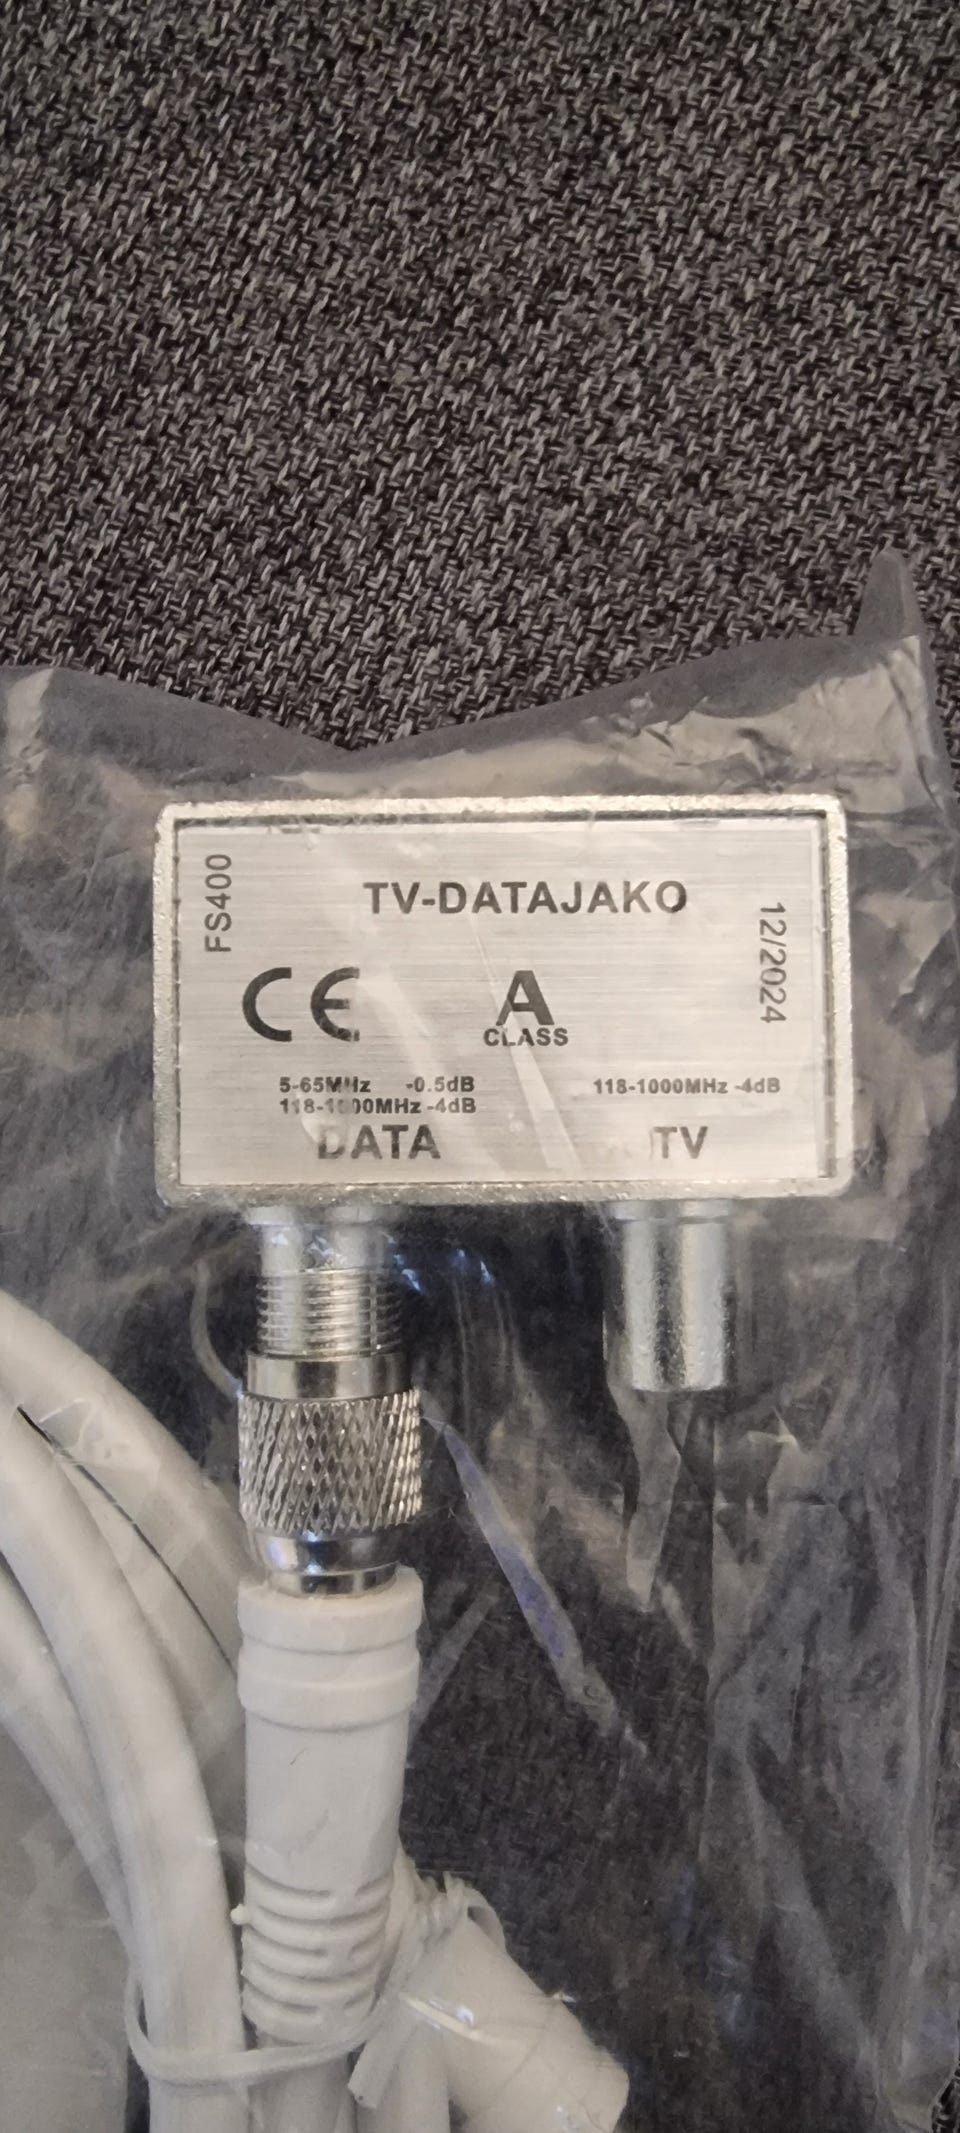 FS400
TV-DATAJAKO
12/2024
CE
A
CLASS
5-65MHz -0.5dB
118-1000MHz -4dB
DATA
118-1000MHz -4dB
TV